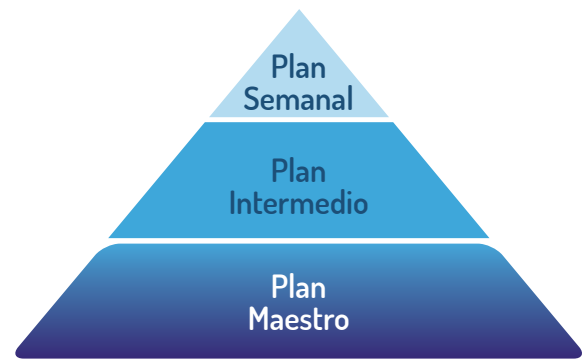 Plan
Semanal
Plan
Intermedio
Plan
Maestro